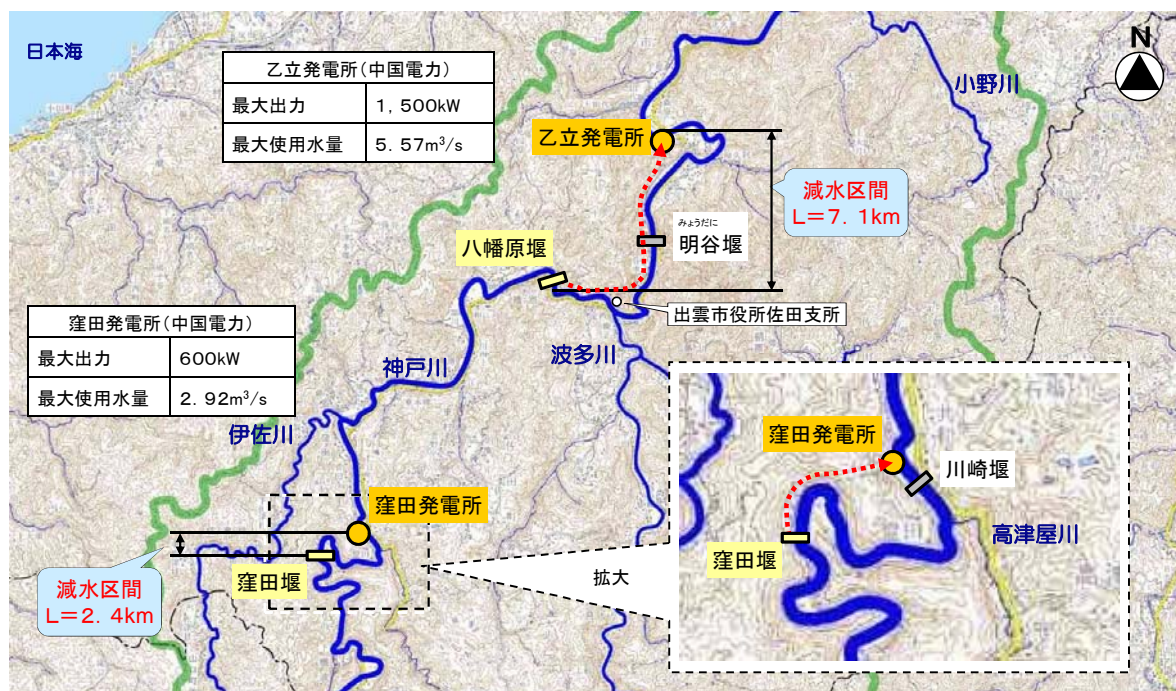 日本海
乙立発電所(中国電力)
最大出力 1,500kW
最大使用水量 5.57m³/s
N
小野川
乙立発電所
減水区間
L=7.1km
みょうだに
明谷堰
八幡原堰
出雲市役所佐田支所
窪田発電所(中国電力)
最大出力 600kW
最大使用水量 2.92m³/s
神戸川
波多川
伊佐川
窪田発電所
窪田堰
減水区間
L=2.4km
拡大
窪田発電所
川崎堰
高津屋川
窪田堰